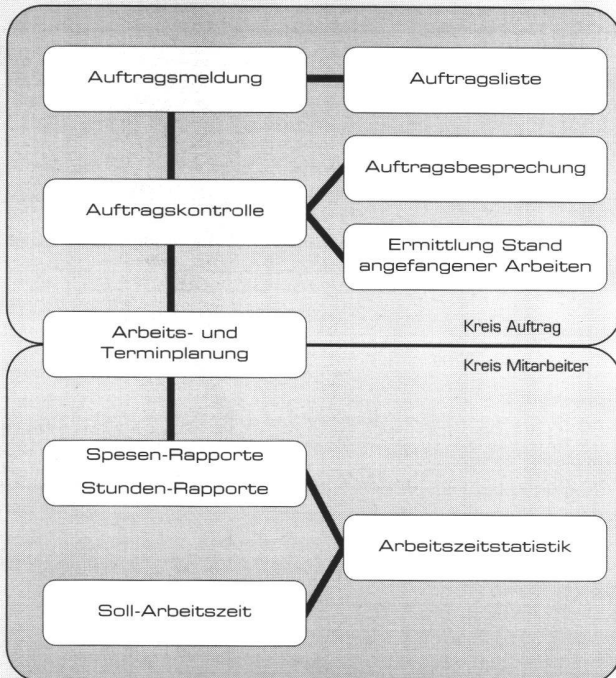 Auftragsmeldung
Auftragsliste
Auftragsbesprechung
Auftragskontrolle
Ermittlung Stand
angefangener Arbeiten
Arbeits- und
Terminplanung
Kreis Auftrag
Kreis Mitarbeiter
Spesen-Rapporte
Stunden-Rapporte
Arbeitszeitstatistik
Soll-Arbeitszeit